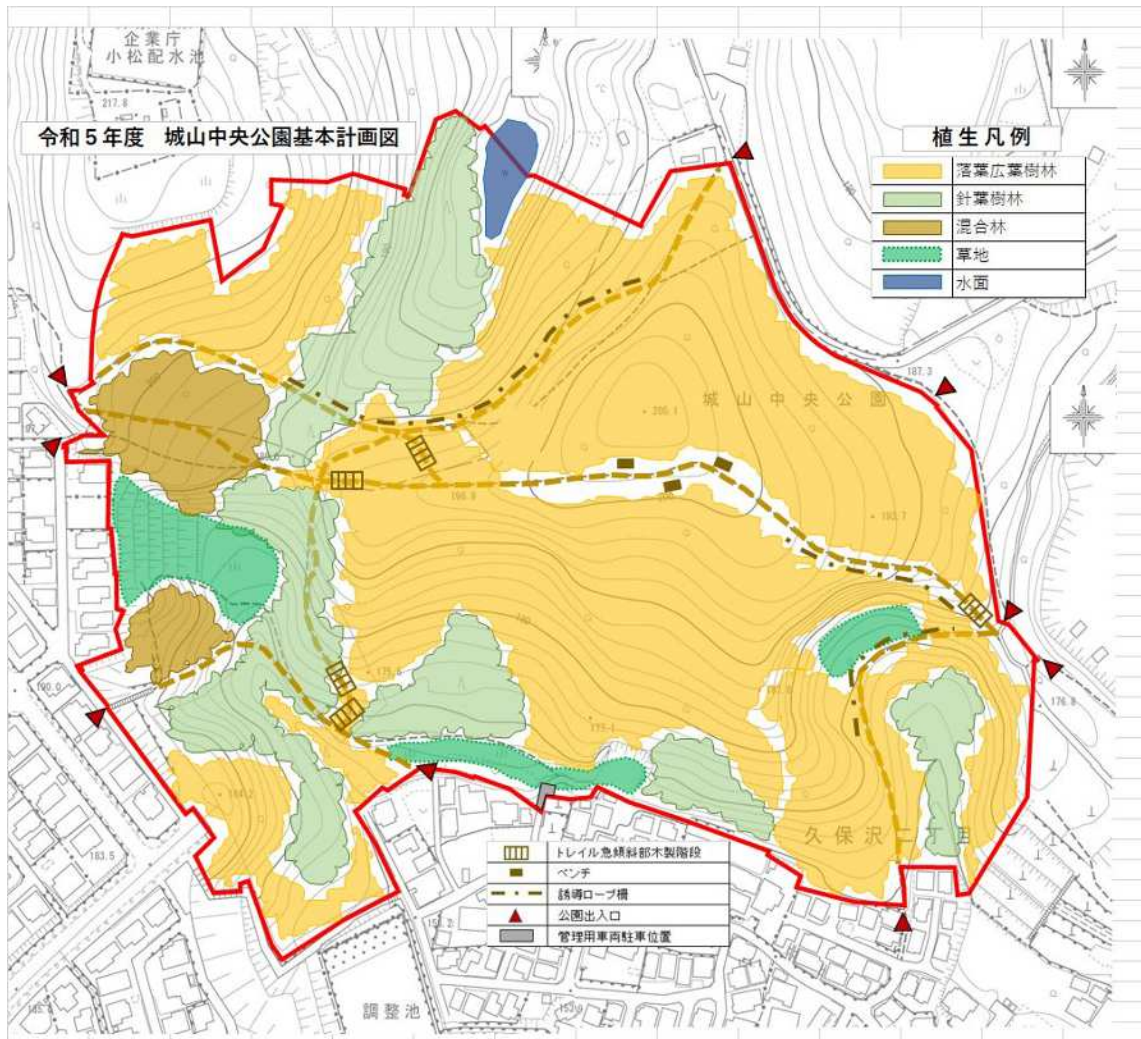 企業庁
小松配水池
217.8
令和5年度 城山中央公園基本計画図
植生凡例
落葉広葉樹林
針葉樹林
混合林
草地
水面
187.3
城山中央公園
196.9
193.7
190.0
175.6
176.8
183.5
久保沢二丁目
トレイル急傾斜部木製階段
ベンチ
誘導ロープ柵
公園出入口
管理用車両駐車位置
調整池